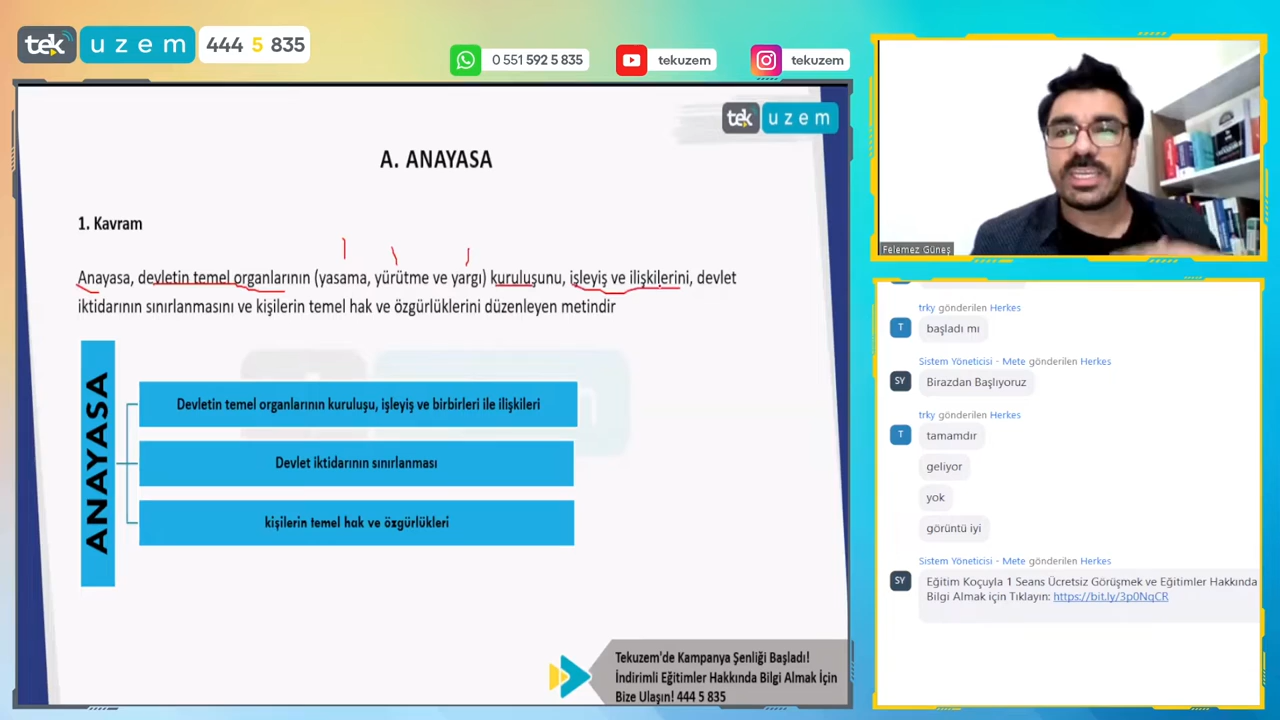 tek uzem 444 5 835
0 551 592 5 835
tekuzem
tekuzem
tek uzem
A. ANAYASA
1. Kavram
Anayasa, devletin temel organlarının (yasama, yürütme ve yargı) kuruluşunu, işleyiş ve ilişkilerini, devlet
iktidarının sınırlanmasını ve kişilerin temel hak ve özgürlüklerini düzenleyen metindir
ANAYASA
Devletin temel organlarının kuruluşu, işleyiş ve birbirleri ile ilişkileri
Devlet iktidarının sınırlanması
kişilerin temel hak ve özgürlükleri
Tekuzem'de Kampanya Şenliği Başladı!
İndirimli Eğitimler Hakkında Bilgi Almak İçin
Bize Ulaşın! 444 5 835
Felemez Güneş
trky gönderilen Herkes
T
başladı mı
Sistem Yöneticisi - Mete gönderilen Herkes
SY
Birazdan Başlıyoruz
trky gönderilen Herkes
T
tamamdır
geliyor
yok
görüntü iyi
Sistem Yöneticisi - Mete gönderilen Herkes
SY
Eğitim Koçuyla 1 Seans Ücretsiz Görüşmek ve Eğitimler Hakkında
Bilgi Almak için Tıklayın: https://bit.ly/3p0NqCR